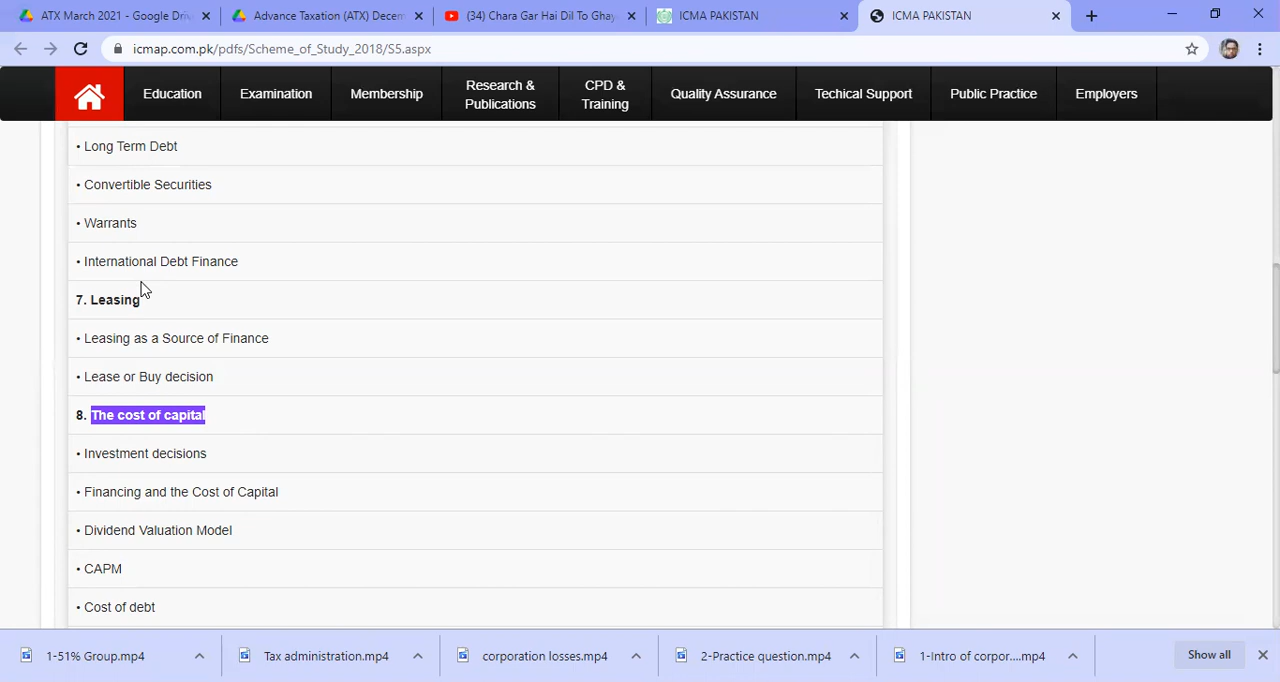 ATX March 2021 - Google Dri
Advance Taxation (ATX) Decem
(34) Chara Gar Hai Dil To Ghay
ICMA PAKISTAN
ICMA PAKISTAN
icmap.com.pk/pdfs/Scheme_of_Study_2018/S5.aspx
Education
Examination
Membership
Research & Publications
CPD & Training
Quality Assurance
Techical Support
Public Practice
Employers
• Long Term Debt
• Convertible Securities
• Warrants
• International Debt Finance
7. Leasing
• Leasing as a Source of Finance
• Lease or Buy decision
8. The cost of capital
• Investment decisions
• Financing and the Cost of Capital
• Dividend Valuation Model
• CAPM
• Cost of debt
1-51% Group.mp4
Tax administration.mp4
corporation losses.mp4
2-Practice question.mp4
1-Intro of corpor....mp4
Show all